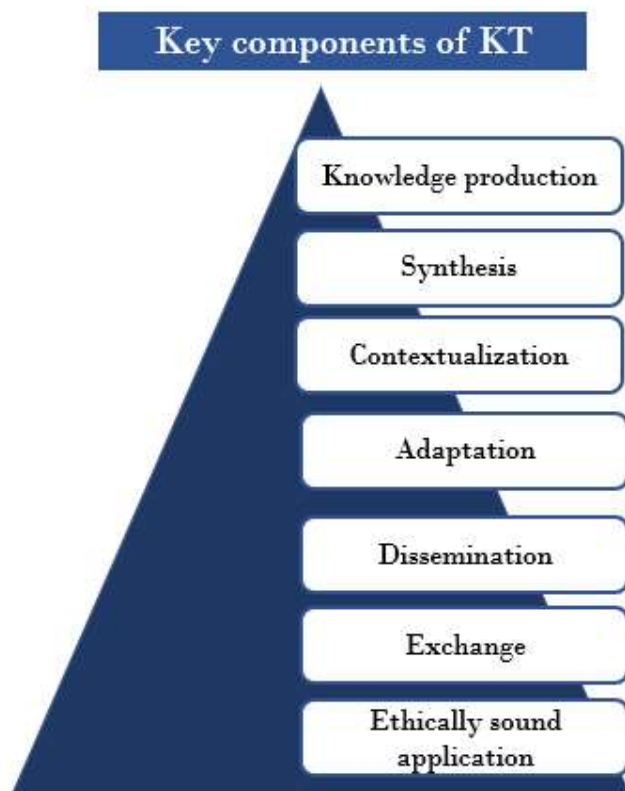 Key components of KT
Knowledge production
Synthesis
Contextualization
Adaptation
Dissemination
Exchange
Ethically sound
application